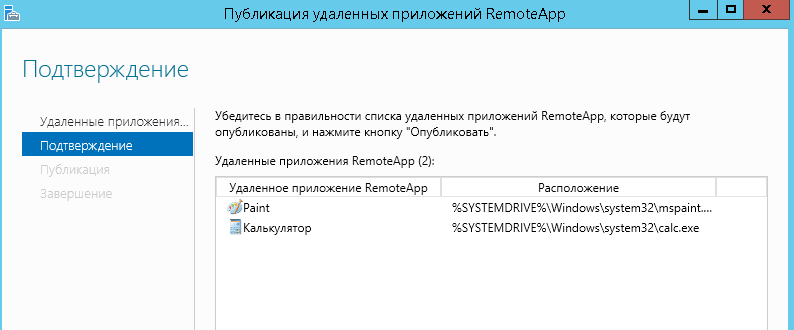 Публикация удаленных приложений RemoteApp
Подтверждение
Удаленные приложения...
Подтверждение
Публикация
Завершение
Убедитесь в правильности списка удаленных приложений RemoteApp, которые будут
опубликованы, и нажмите кнопку "Опубликовать".
Удаленные приложения RemoteApp (2):
Удаленное приложение RemoteApp Расположение
Paint %SYSTEMDRIVE%\Windows\system32\mspaint....
Калькулятор %SYSTEMDRIVE%\Windows\system32\calc.exe